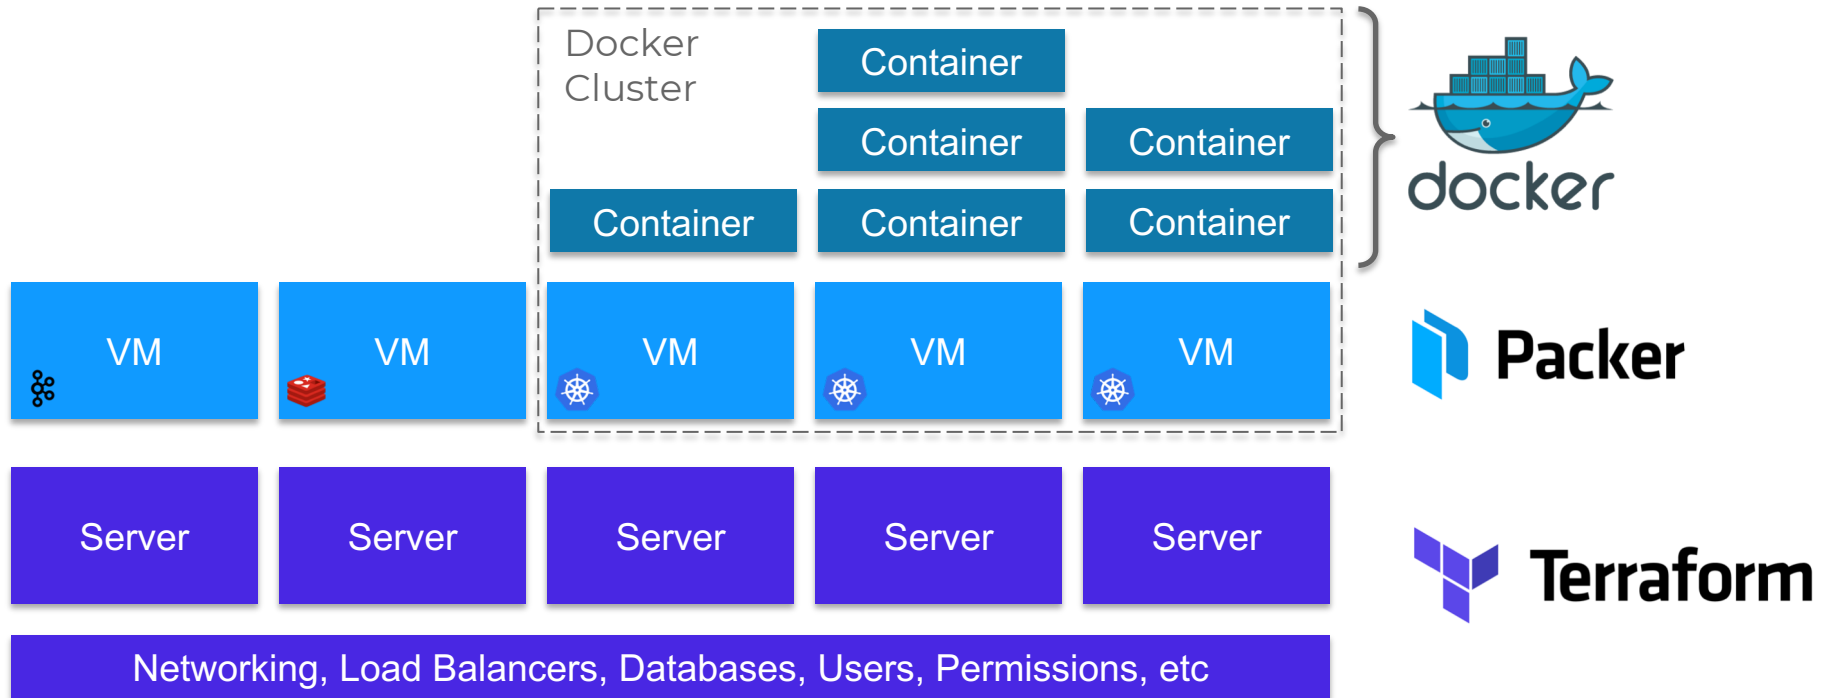 Docker
Cluster
Container
Container
Container
Container
Container
Container
docker
VM
VM
VM
VM
VM
Packer
Server
Server
Server
Server
Server
Terraform
Networking, Load Balancers, Databases, Users, Permissions, etc